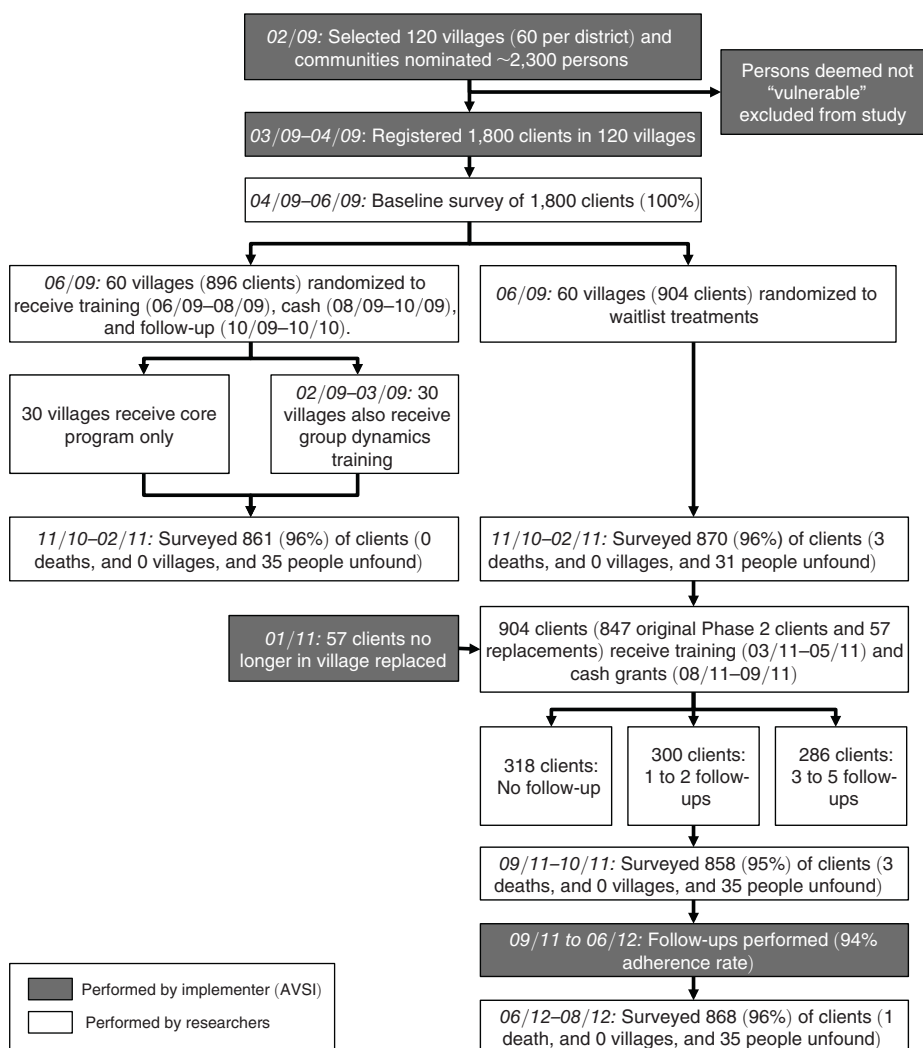 02/09: Selected 120 villages (60 per district) and
communities nominated ~2,300 persons
Persons deemed not
“vulnerable”
excluded from study
03/09–04/09: Registered 1,800 clients in 120 villages
04/09–06/09: Baseline survey of 1,800 clients (100%)
06/09: 60 villages (896 clients) randomized to
receive training (06/09–08/09), cash (08/09–10/09),
and follow-up (10/09–10/10).
06/09: 60 villages (904 clients) randomized to
waitlist treatments
30 villages receive core
program only
02/09–03/09: 30
villages also receive
group dynamics
training
11/10–02/11: Surveyed 861 (96%) of clients (0
deaths, and 0 villages, and 35 people unfound)
11/10–02/11: Surveyed 870 (96%) of clients (3
deaths, and 0 villages, and 31 people unfound)
01/11: 57 clients no
longer in village replaced
904 clients (847 original Phase 2 clients and 57
replacements) receive training (03/11–05/11) and
cash grants (08/11–09/11)
318 clients:
No follow-up
300 clients:
1 to 2 follow-
ups
286 clients:
3 to 5 follow-
ups
09/11–10/11: Surveyed 858 (95%) of clients (3
deaths, and 0 villages, and 35 people unfound)
09/11 to 06/12: Follow-ups performed (94%
adherence rate)
06/12–08/12: Surveyed 868 (96%) of clients (1
death, and 0 villages, and 35 people unfound)
Performed by implementer (AVSI)
Performed by researchers